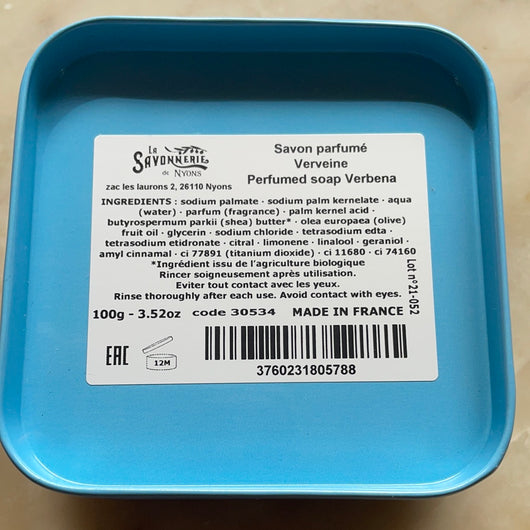 LA
SAVONNERIE
de NYONS
zac les laurons 2, 26110 Nyons
Savon parfumé
Verveine
Perfumed soap Verbena
INGREDIENTS : sodium palmate · sodium palm kernelate · aqua
(water) · parfum (fragrance) · palm kernel acid ·
butyrospermum parkii (shea) butter* · olea europaea (olive)
fruit oil · glycerin · sodium chloride · tetrasodium edta ·
tetrasodium etidronate · citral · limonene · linalool · geraniol ·
amyl cinnamal · ci 77891 (titanium dioxide) · ci 11680 · ci 74160
*Ingrédient issu de l'agriculture biologique
Rincer soigneusement après utilisation.
Eviter tout contact avec les yeux.
Rinse thoroughly after each use. Avoid contact with eyes.
Lot n°21-052
100g - 3.52oz code 30534 MADE IN FRANCE
EAC
12M
3760231805788